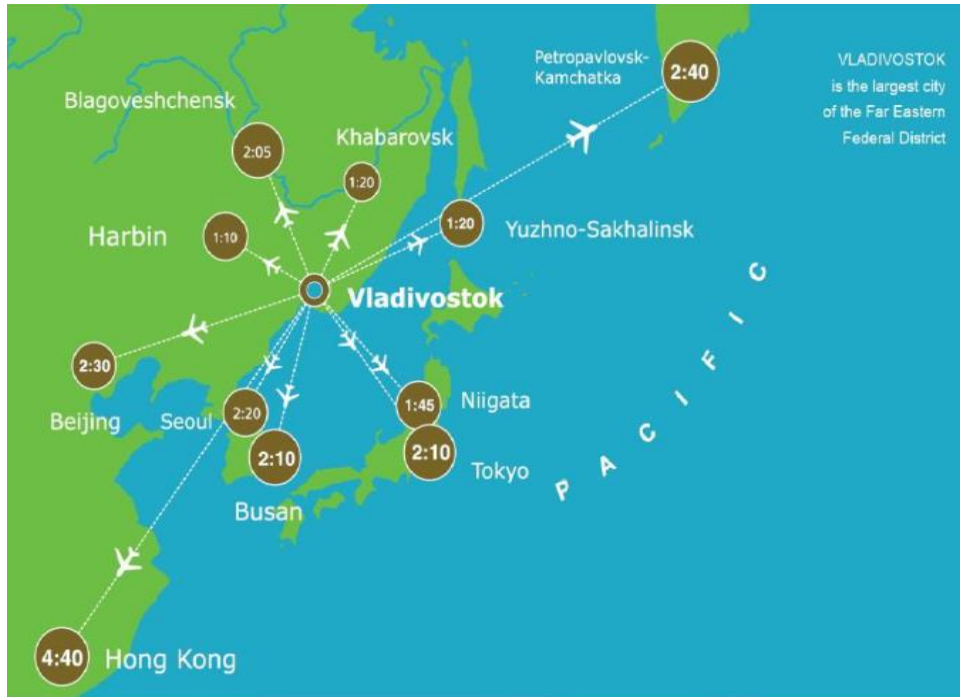 Petropavlovsk-
Kamchatka
2:40
VLADIVOSTOK
is the largest city
of the Far Eastern
Federal District
Blagoveshchensk
2:05
Khabarovsk
1:20
Harbin
1:10
1:20
Yuzhno-Sakhalinsk
Vladivostok
2:30
Beijing
Seoul
2:20
1:45
Niigata
2:10
Busan
2:10
Tokyo
PACIFIC
4:40
Hong Kong